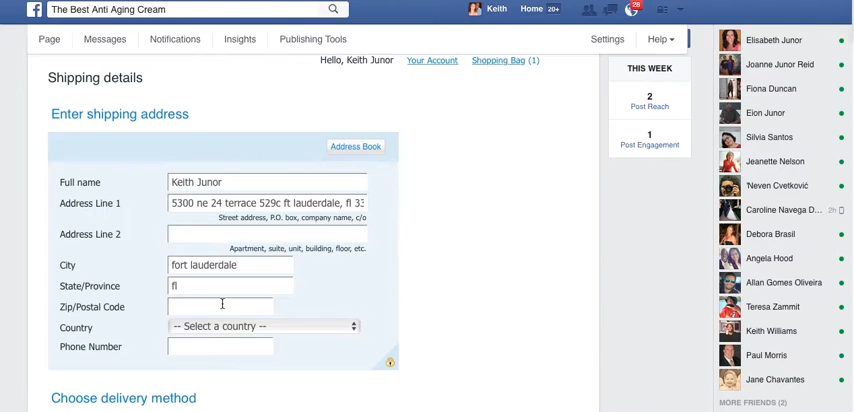 f The Best Anti Aging Cream Keith Home 20+ 28
Page Messages Notifications Insights Publishing Tools Settings Help
Hello, Keith Junor Your Account Shopping Bag (1)
Shipping details
Enter shipping address
Address Book
Full name Keith Junor
Address Line 1 5300 ne 24 terrace 529c ft lauderdale, fl 33
Street address, P.O. box, company name, c/o
Address Line 2
Apartment, suite, unit, building, floor, etc.
City fort lauderdale
State/Province fl
Zip/Postal Code
Country -- Select a country --
Phone Number
Choose delivery method
THIS WEEK
2
Post Reach
1
Post Engagement
Elisabeth Junor
Joanne Junor Reid
Fiona Duncan
Eion Junor
Silvia Santos
Jeanette Nelson
'Neven Cvetković
Caroline Navega D... 2h
Debora Brasil
Angela Hood
Allan Gomes Oliveira
Teresa Zammit
Keith Williams
Paul Morris
Jane Chavantes
MORE FRIENDS (2)